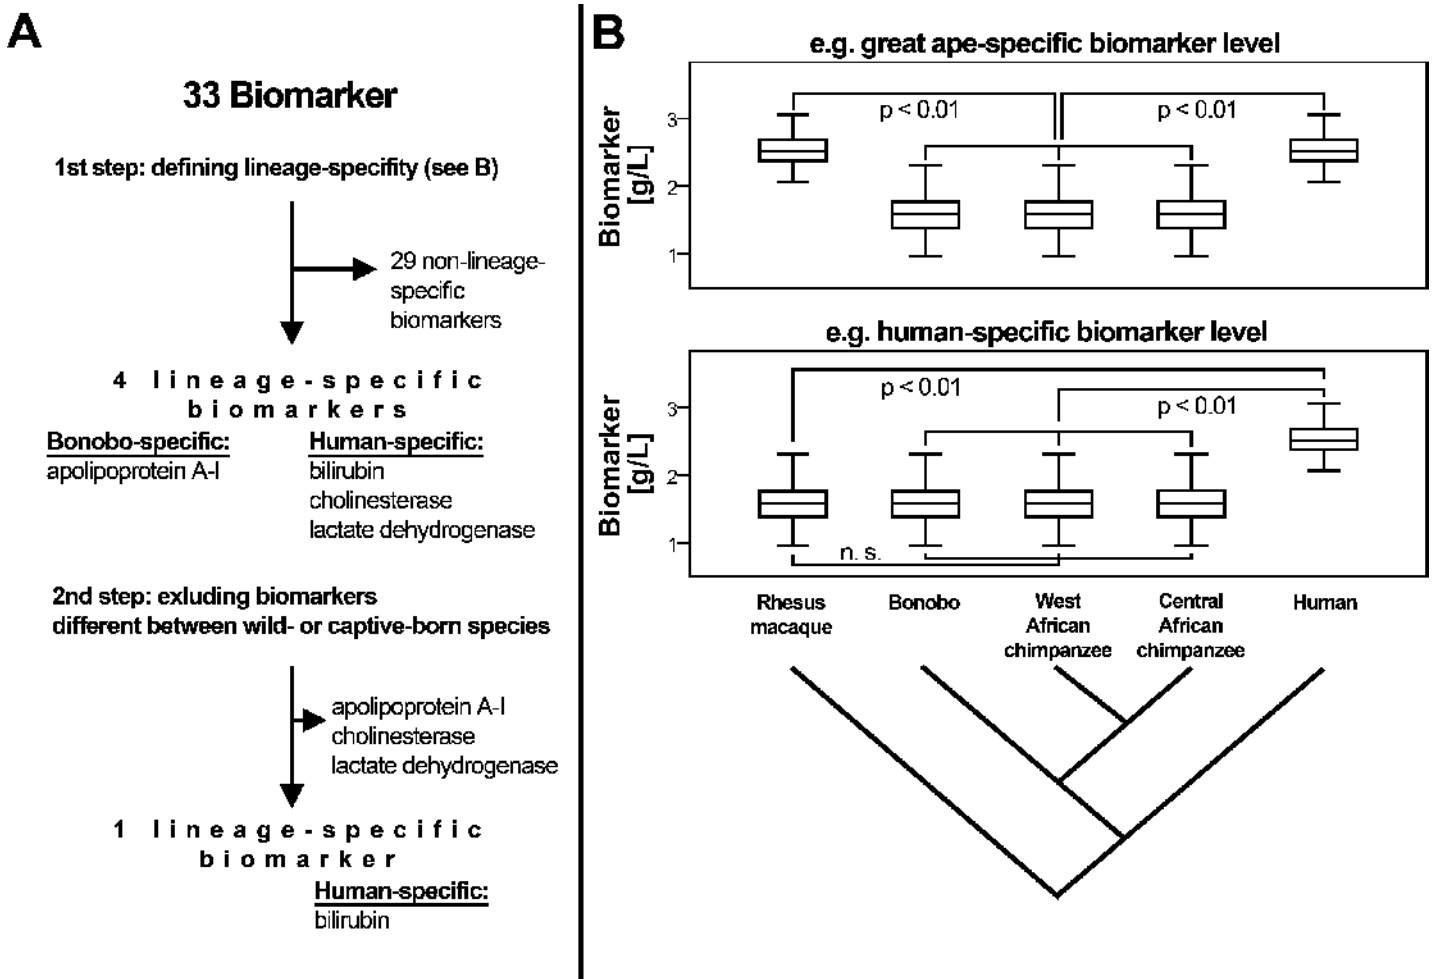 A
33 Biomarker
1st step: defining lineage-specifity (see B)
29 non-lineage-
specific
biomarkers
4 lineage-specific
biomarkers
Bonobo-specific:
apolipoprotein A-I
Human-specific:
bilirubin
cholinesterase
lactate dehydrogenase
2nd step: exluding biomarkers
different between wild- or captive-born species
apolipoprotein A-I
cholinesterase
lactate dehydrogenase
1 lineage-specific
biomarker
Human-specific:
bilirubin
B
e.g. great ape-specific biomarker level
Biomarker
[g/L]
3
2
1
p < 0.01
p < 0.01
e.g. human-specific biomarker level
Biomarker
[g/L]
3
2
1
p < 0.01
p < 0.01
n. s.
Rhesus
macaque
Bonobo
West
African
chimpanzee
Central
African
chimpanzee
Human